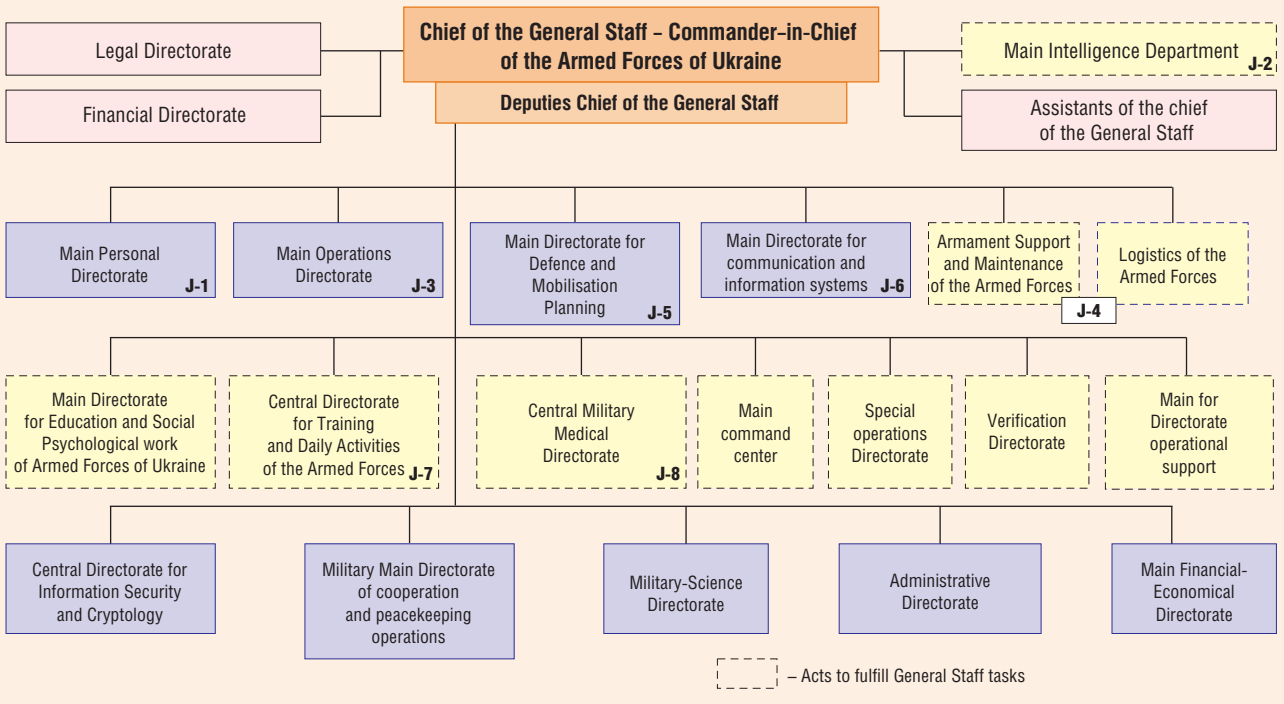 Legal Directorate
Financial Directorate
Chief of the General Staff – Commander-in-Chief
of the Armed Forces of Ukraine
Deputies Chief of the General Staff
Main Intelligence Department
J-2
Assistants of the chief
of the General Staff
Main Personal
Directorate
J-1
Main Operations
Directorate
J-3
Main Directorate for
Defence and
Mobilisation
Planning
J-5
Main Directorate for
communication and
information systems
J-6
Armament Support
and Maintenance
of the Armed Forces
J-4
Logistics of the
Armed Forces
Main Directorate
for Education and Social
Psychological work
of Armed Forces of Ukraine
Central Directorate
for Training
and Daily Activities
of the Armed Forces
J-7
Central Military
Medical
Directorate
J-8
Main
command
center
Special
operations
Directorate
Verification
Directorate
Main for
Directorate
operational
support
Central Directorate for
Information Security
and Cryptology
Military Main Directorate
of cooperation
and peacekeeping
operations
Military-Science
Directorate
Administrative
Directorate
Main Financial-
Economical
Directorate
– Acts to fulfill General Staff tasks